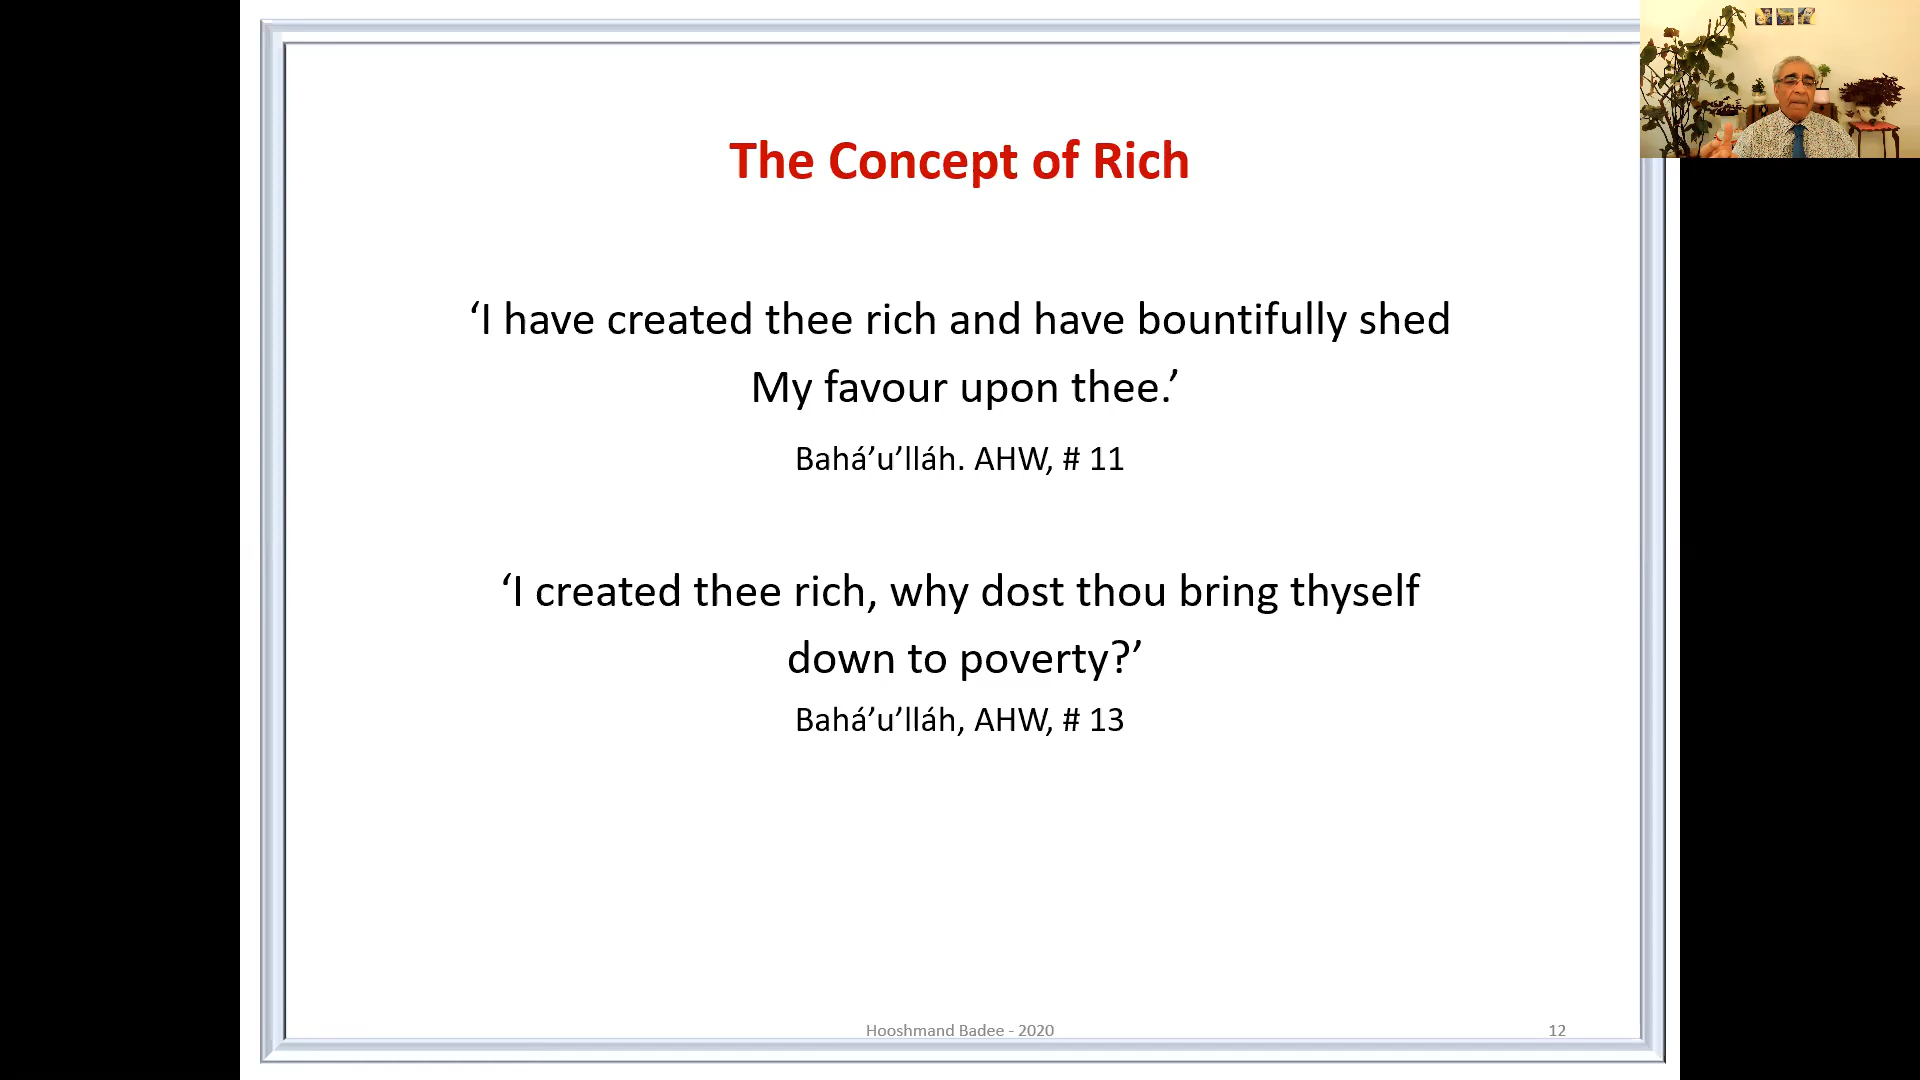 The Concept of Rich
‘I have created thee rich and have bountifully shed
My favour upon thee.’
Bahá’u’lláh. AHW, # 11
‘I created thee rich, why dost thou bring thyself
down to poverty?’
Bahá’u’lláh, AHW, # 13
Hooshmand Badee - 2020
12